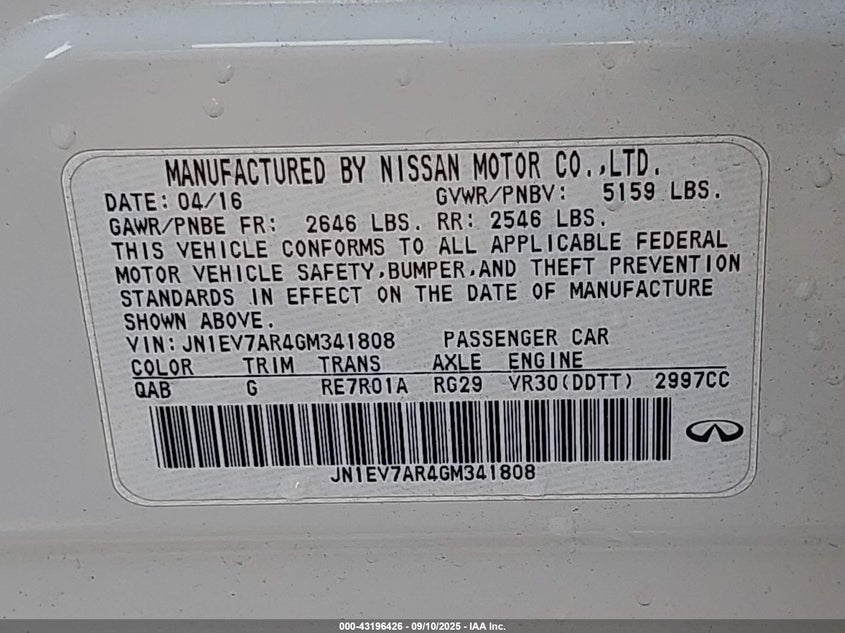 MANUFACTURED BY NISSAN MOTOR CO.,LTD.
DATE: 04/16 GVWR/PNBV: 5159 LBS.
GAWR/PNBE FR: 2646 LBS. RR: 2546 LBS.
THIS VEHICLE CONFORMS TO ALL APPLICABLE FEDERAL
MOTOR VEHICLE SAFETY,BUMPER,AND THEFT PREVENTION
STANDARDS IN EFFECT ON THE DATE OF MANUFACTURE
SHOWN ABOVE.
VIN: JN1EV7AR4GM341808 PASSENGER CAR
COLOR TRIM TRANS AXLE ENGINE
QAB G RE7R01A RG29 VR30(DDTT) 2997CC
JN1EV7AR4GM341808
000-43196426 - 09/10/2025 - IAA Inc.